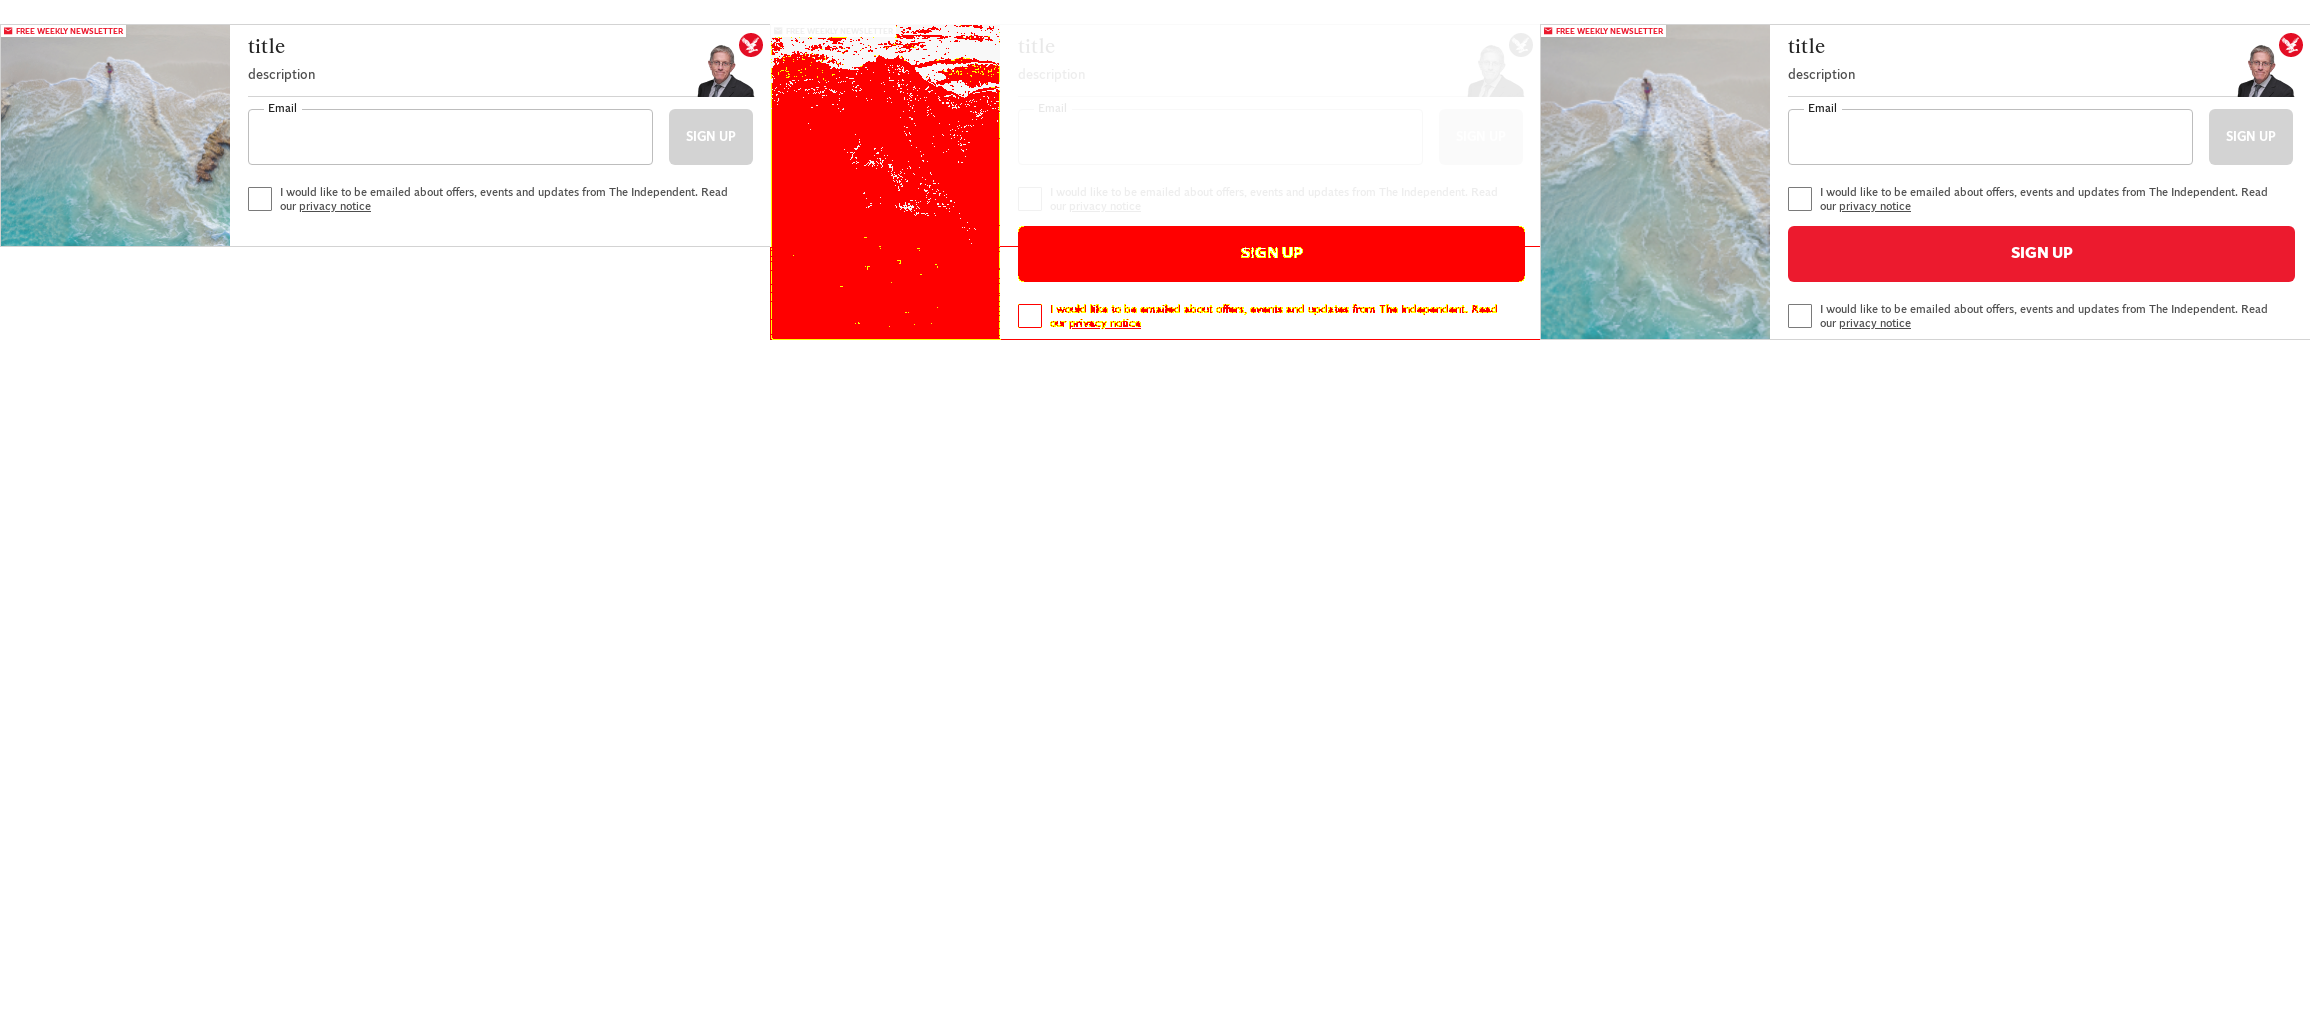 FREE WEEKLY NEWSLETTER
title
description
Email
SIGN UP
I would like to be emailed about offers, events and updates from The Independent. Read
our privacy notice
FREE WEEKLY NEWSLETTER
title
description
Email
SIGN UP
I would like to be emailed about offers, events and updates from The Independent. Read
our privacy notice
SIGN UP
I would like to be emailed about offers, events and updates from The Independent. Read
our privacy notice
FREE WEEKLY NEWSLETTER
title
description
Email
SIGN UP
I would like to be emailed about offers, events and updates from The Independent. Read
our privacy notice
SIGN UP
I would like to be emailed about offers, events and updates from The Independent. Read
our privacy notice